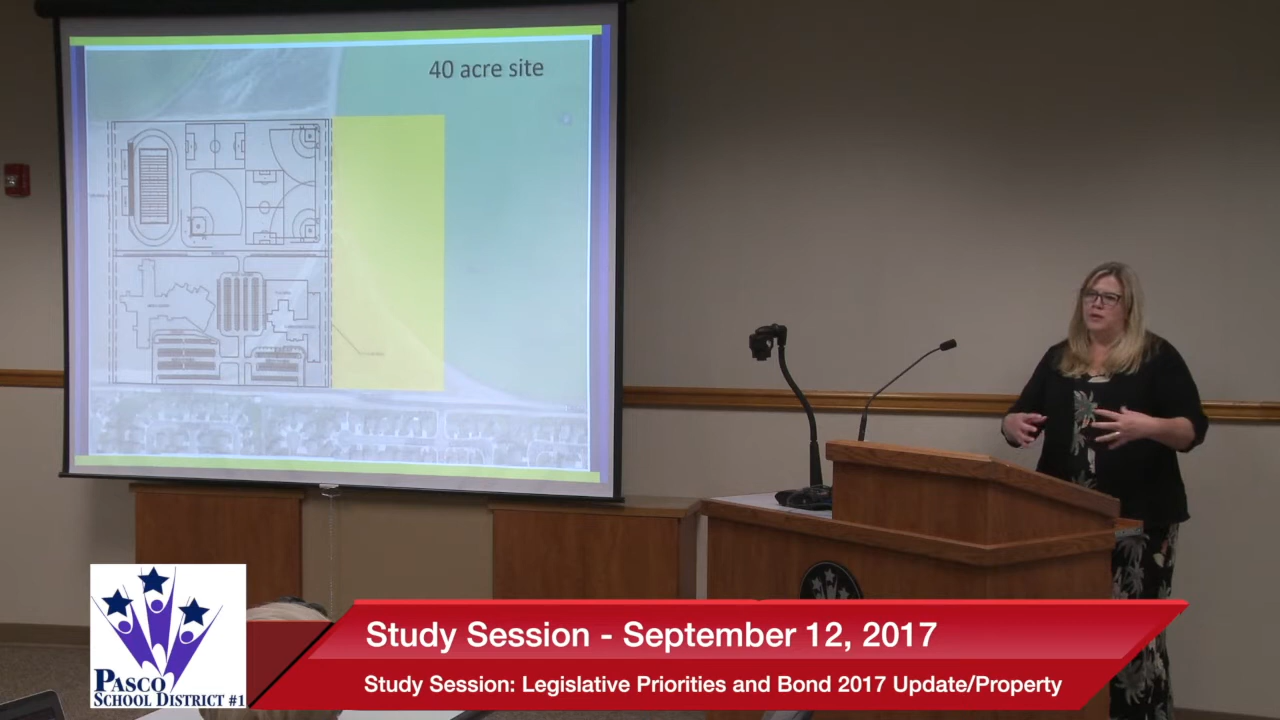 40 acre site
Study Session - September 12, 2017
Study Session: Legislative Priorities and Bond 2017 Update/Property
PASCO
SCHOOL DISTRICT #1